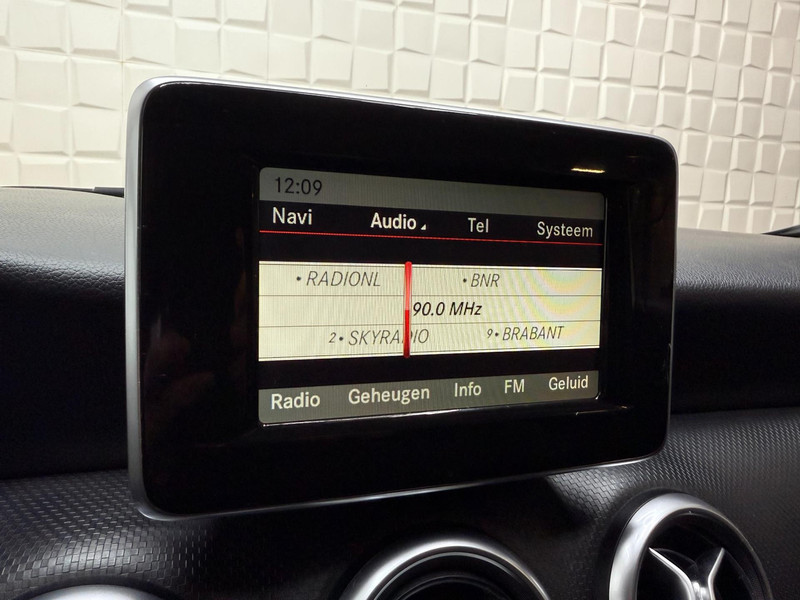 12:09
Navi Audio Tel Systeem
• RADIONL • BNR
90.0 MHz
2• SKYRADIO 9• BRABANT
Radio Geheugen Info FM Geluid